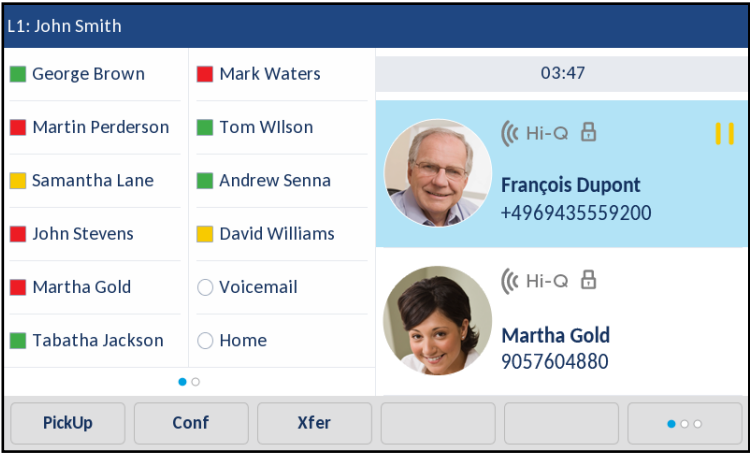 L1: John Smith
George Brown
Mark Waters
Martin Perderson
Tom WIlson
Samantha Lane
Andrew Senna
John Stevens
David Williams
Martha Gold
Voicemail
Tabatha Jackson
Home
03:47
Hi-Q
François Dupont
+4969435559200
Hi-Q
Martha Gold
9057604880
PickUp
Conf
Xfer